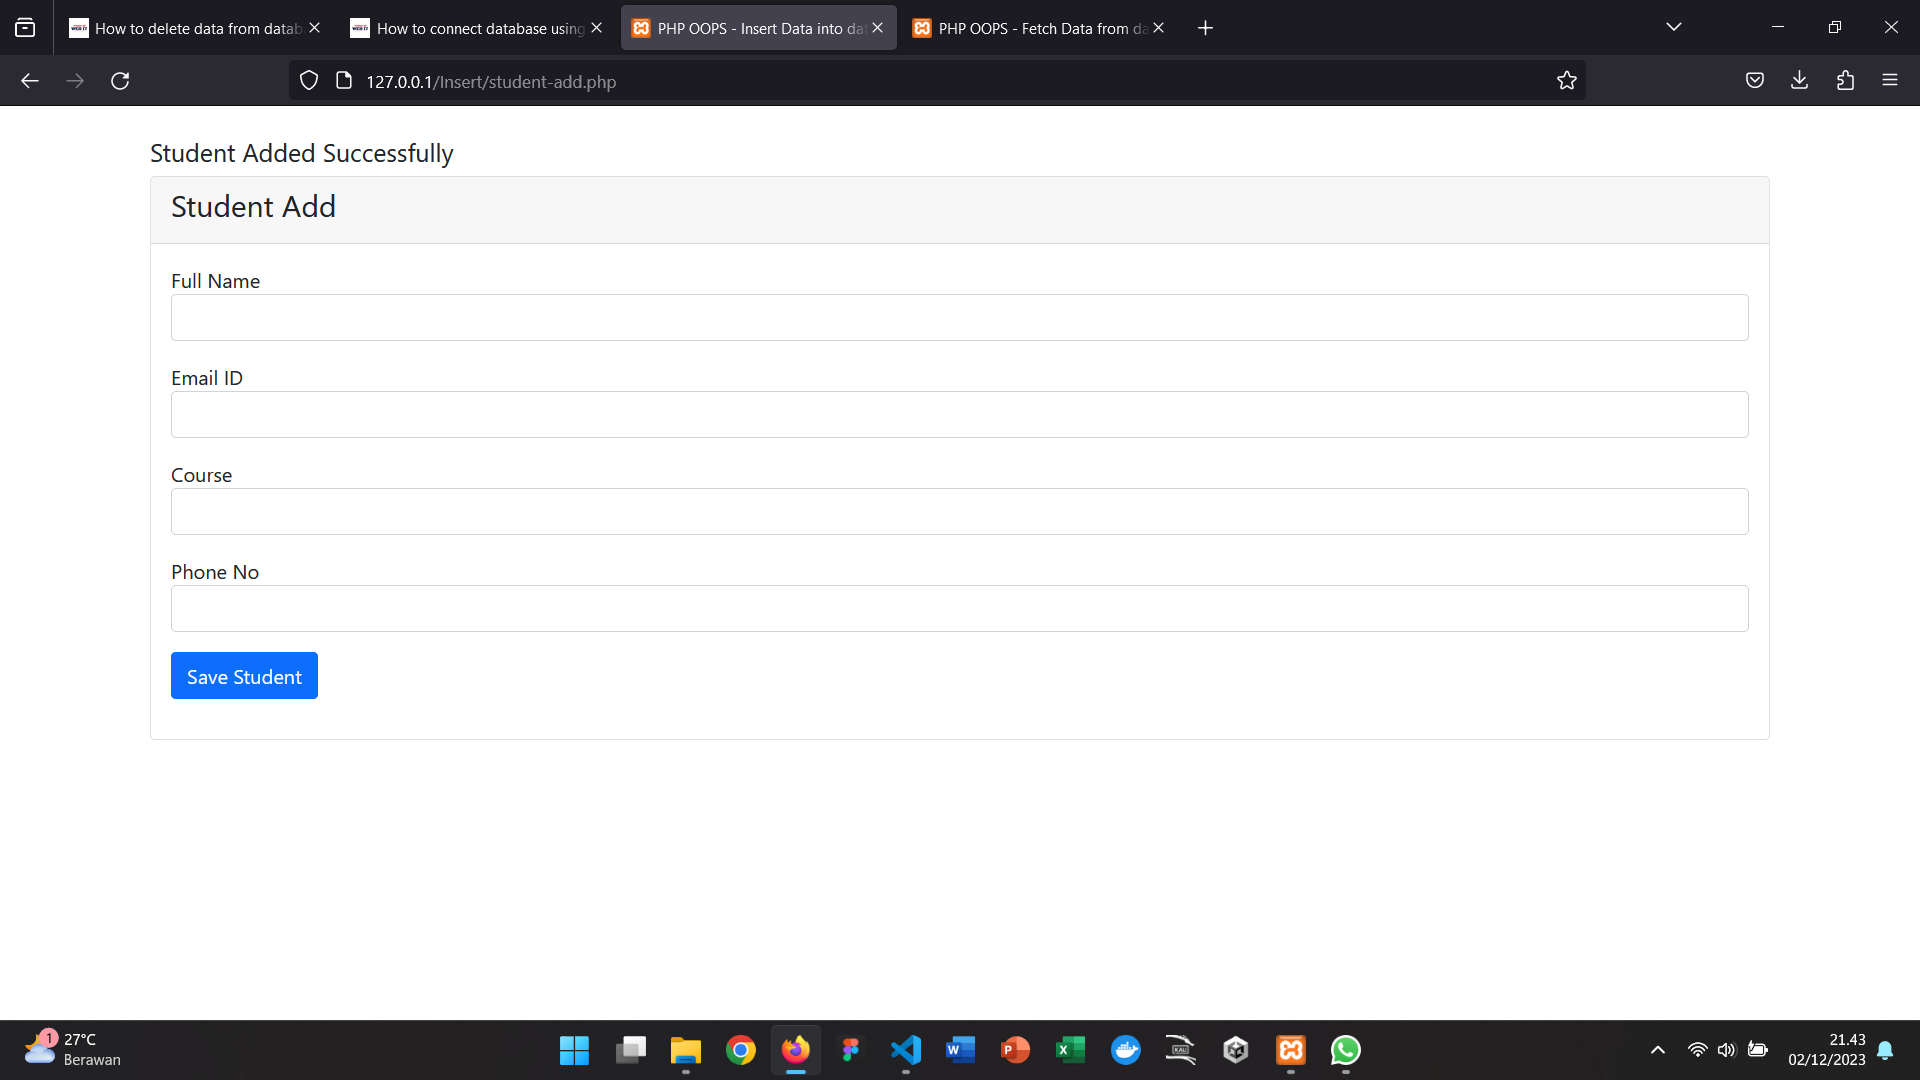 How to delete data from datab
How to connect database using
PHP OOPS - Insert Data into dat
PHP OOPS - Fetch Data from da
127.0.0.1/Insert/student-add.php
Student Added Successfully
Student Add
Full Name
Email ID
Course
Phone No
Save Student
1
27°C
Berawan
21.43
02/12/2023